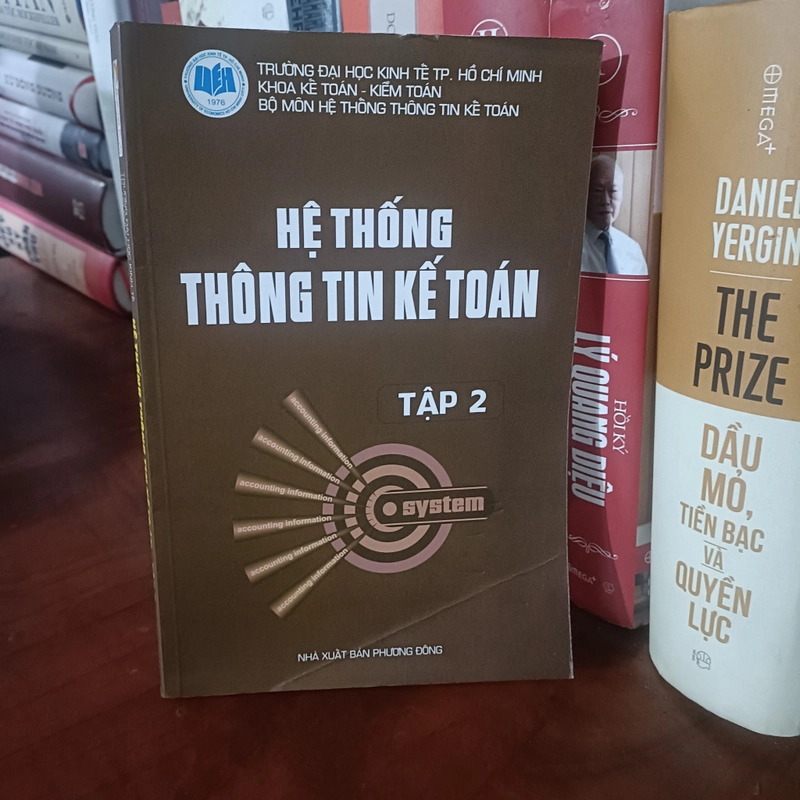 UEH
1976
TRƯỜNG ĐẠI HỌC KINH TẾ TP. HỒ CHÍ MINH
KHOA KẾ TOÁN - KIỂM TOÁN
BỘ MÔN HỆ THỐNG THÔNG TIN KẾ TOÁN
HỆ THỐNG
THÔNG TIN KẾ TOÁN
TẬP 2
accounting information
accounting information
accounting information
accounting information
accounting information
accounting information
system
NHÀ XUẤT BẢN PHƯƠNG ĐÔNG
HỒI KÝ
LÝ QUANG DIỆU
OMEGA+
OMEGA+
DANIEL
YERGIN
THE
PRIZE
DẦU
MỎ,
TIỀN BẠC
VÀ
QUYỀN
LỰC